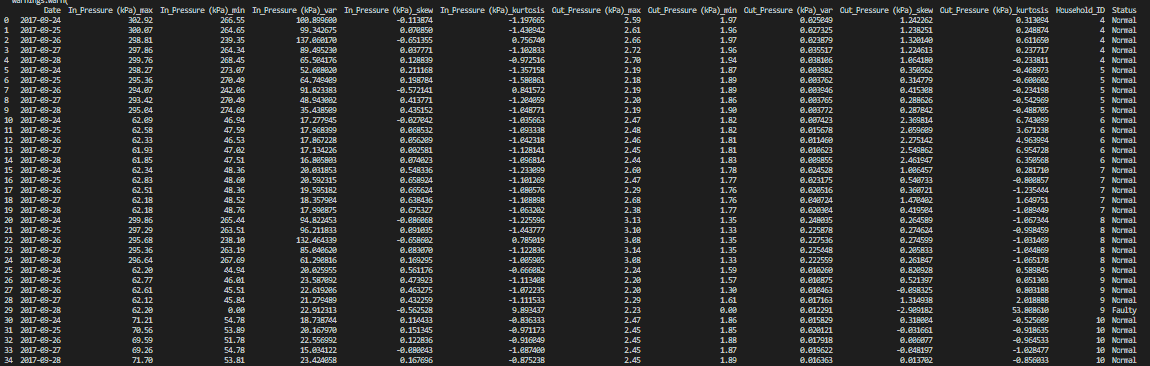 warnings.warn(
Date In_Pressure (kPa)_max In_Pressure (kPa)_min In_Pressure (kPa)_var In_Pressure (kPa)_skew In_Pressure (kPa)_kurtosis Out_Pressure (kPa)_max Out_Pressure (kPa)_min Out_Pressure (kPa)_var Out_Pressure (kPa)_skew Out_Pressure (kPa)_kurtosis Household_ID Status
0 2017-09-24 302.92 266.55 100.899600 -0.113874 -1.197665 2.59 1.97 0.025049 1.242262 0.313094 4 Normal
1 2017-09-25 300.07 264.65 99.342675 0.070850 -1.430942 2.61 1.96 0.027325 1.238251 0.248874 4 Normal
2 2017-09-26 298.81 239.35 137.060170 -0.651355 0.756740 2.66 1.97 0.023879 1.320140 0.611650 4 Normal
3 2017-09-27 297.86 264.34 89.495230 0.037771 -1.102833 2.72 1.96 0.035517 1.224613 0.237717 4 Normal
4 2017-09-28 299.76 268.45 65.504176 0.128839 -0.972516 2.70 1.94 0.038106 1.064180 -0.233811 4 Normal
5 2017-09-24 298.27 273.07 52.608020 0.211168 -1.357158 2.19 1.87 0.003982 0.350562 -0.468973 5 Normal
6 2017-09-25 295.36 270.49 64.749409 0.198784 -1.580861 2.18 1.89 0.003762 0.314779 -0.600602 5 Normal
7 2017-09-26 294.07 242.06 91.823383 -0.572141 0.841572 2.19 1.89 0.003946 0.415308 -0.234198 5 Normal
8 2017-09-27 293.42 270.49 48.943002 0.413771 -1.204059 2.20 1.86 0.003765 0.288626 -0.542969 5 Normal
9 2017-09-28 295.04 274.69 35.438509 0.435152 -1.048771 2.19 1.90 0.003772 0.287842 -0.488705 5 Normal
10 2017-09-24 62.09 46.94 17.277945 -0.027042 -1.035663 2.47 1.82 0.007423 2.369814 6.743099 6 Normal
11 2017-09-25 62.58 47.59 17.968399 0.068532 -1.093338 2.48 1.82 0.015678 2.059609 3.671238 6 Normal
12 2017-09-26 62.33 46.53 17.867228 0.056209 -1.042318 2.46 1.81 0.011460 2.275142 4.963994 6 Normal
13 2017-09-27 61.93 47.02 17.134226 0.002581 -1.128141 2.45 1.81 0.010623 2.549862 6.954728 6 Normal
14 2017-09-28 61.85 47.51 16.805803 0.074023 -1.096814 2.44 1.83 0.009855 2.461947 6.350568 6 Normal
15 2017-09-24 62.34 48.36 20.031853 0.548336 -1.233099 2.60 1.78 0.024528 1.006457 0.281710 7 Normal
16 2017-09-25 62.83 48.60 20.592315 0.658924 -1.101269 2.47 1.77 0.023175 0.540733 -0.808857 7 Normal
17 2017-09-26 62.51 48.36 19.595182 0.665624 -1.080576 2.29 1.76 0.020516 0.360721 -1.235444 7 Normal
18 2017-09-27 62.18 48.52 18.357904 0.638436 -1.108898 2.68 1.76 0.040724 1.470402 1.649751 7 Normal
19 2017-09-28 62.18 48.76 17.990875 0.675327 -1.063202 2.38 1.77 0.020304 0.419504 -1.089449 7 Normal
20 2017-09-24 299.86 265.44 94.822453 -0.086068 -1.225596 3.13 1.35 0.248035 0.264589 -1.067344 8 Normal
21 2017-09-25 297.29 263.51 96.211833 0.091035 -1.443777 3.10 1.33 0.225878 0.274624 -0.998459 8 Normal
22 2017-09-26 295.68 238.10 132.464339 -0.658602 0.785019 3.08 1.35 0.227536 0.274599 -1.031469 8 Normal
23 2017-09-27 295.36 263.19 85.040620 0.083070 -1.122836 3.14 1.35 0.225448 0.205833 -1.044869 8 Normal
24 2017-09-28 296.64 267.69 61.298816 0.169295 -1.005905 3.08 1.33 0.222559 0.261847 -1.065178 8 Normal
25 2017-09-24 62.20 44.94 20.025955 0.561176 -0.666082 2.24 1.59 0.010260 0.820928 0.589845 9 Normal
26 2017-09-25 62.77 46.01 23.587092 0.473923 -1.113408 2.20 1.57 0.010875 0.521397 0.051303 9 Normal
27 2017-09-26 62.61 45.51 22.619206 0.463275 -1.072235 2.20 1.30 0.010463 -0.098325 0.803188 9 Normal
28 2017-09-27 62.12 45.84 21.279489 0.432259 -1.111533 2.29 1.61 0.017163 1.314938 2.018888 9 Normal
29 2017-09-28 62.20 0.00 22.912313 -0.562528 9.893437 2.23 0.00 0.012291 -2.909182 53.808610 9 Faulty
30 2017-09-24 71.21 54.78 18.738744 0.114433 -0.836333 2.47 1.86 0.015829 0.318004 -0.525609 10 Normal
31 2017-09-25 70.56 53.89 20.167970 0.151345 -0.971173 2.45 1.85 0.020121 -0.031661 -0.918635 10 Normal
32 2017-09-26 69.59 51.78 22.556992 0.122836 -0.916049 2.45 1.88 0.017918 0.006077 -0.964533 10 Normal
33 2017-09-27 69.26 54.78 15.034122 -0.080043 -1.087400 2.45 1.87 0.019622 -0.048197 -1.028477 10 Normal
34 2017-09-28 71.70 53.81 23.424058 0.167696 -0.875238 2.45 1.89 0.016363 0.013702 -0.856033 10 Normal